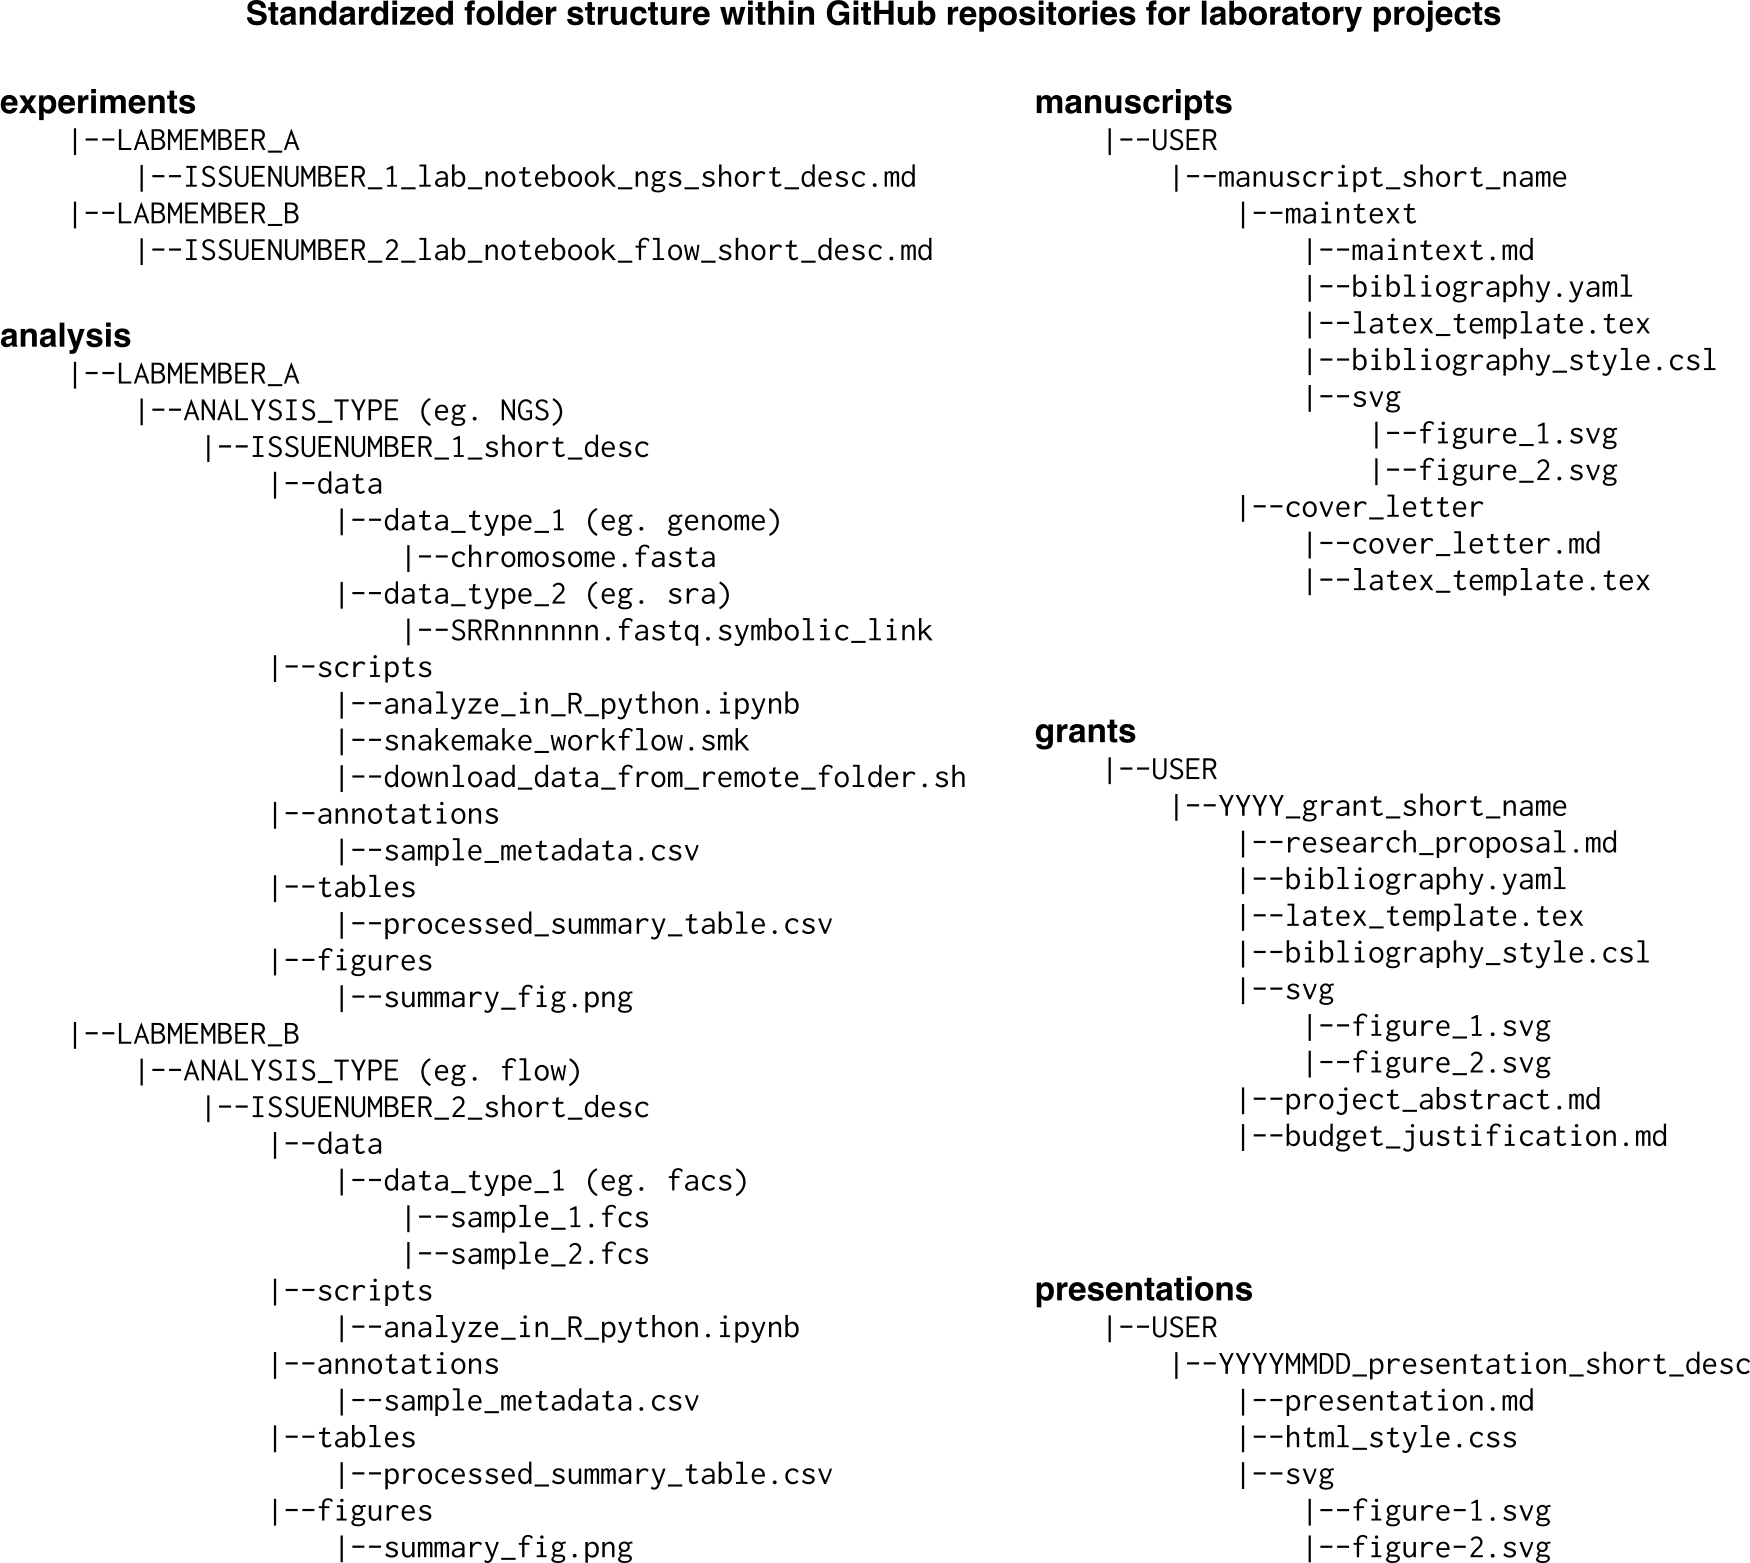 Standardized folder structure within GitHub repositories for laboratory projects
experiments
|--LABMEMBER_A
|--ISSUENUMBER_1_lab_notebook_ngs_short_desc.md
|--LABMEMBER_B
|--ISSUENUMBER_2_lab_notebook_flow_short_desc.md
analysis
|--LABMEMBER_A
|--ANALYSIS_TYPE (eg. NGS)
|--ISSUENUMBER_1_short_desc
|--data
|--data_type_1 (eg. genome)
|--chromosome.fasta
|--data_type_2 (eg. sra)
|--SRRnnnnnn.fastq.symbolic_link
|--scripts
|--analyze_in_R_python.ipynb
|--snakemake_workflow.smk
|--download_data_from_remote_folder.sh
|--annotations
|--sample_metadata.csv
|--tables
|--processed_summary_table.csv
|--figures
|--summary_fig.png
|--LABMEMBER_B
|--ANALYSIS_TYPE (eg. flow)
|--ISSUENUMBER_2_short_desc
|--data
|--data_type_1 (eg. facs)
|--sample_1.fcs
|--sample_2.fcs
|--scripts
|--analyze_in_R_python.ipynb
|--annotations
|--sample_metadata.csv
|--tables
|--processed_summary_table.csv
|--figures
|--summary_fig.png
manuscripts
|--USER
|--manuscript_short_name
|--maintext
|--maintext.md
|--bibliography.yaml
|--latex_template.tex
|--bibliography_style.csl
|--svg
|--figure_1.svg
|--figure_2.svg
|--cover_letter
|--cover_letter.md
|--latex_template.tex
grants
|--USER
|--YYYY_grant_short_name
|--research_proposal.md
|--bibliography.yaml
|--latex_template.tex
|--bibliography_style.csl
|--svg
|--figure_1.svg
|--figure_2.svg
|--project_abstract.md
|--budget_justification.md
presentations
|--USER
|--YYYYMMDD_presentation_short_desc
|--presentation.md
|--html_style.css
|--svg
|--figure-1.svg
|--figure-2.svg